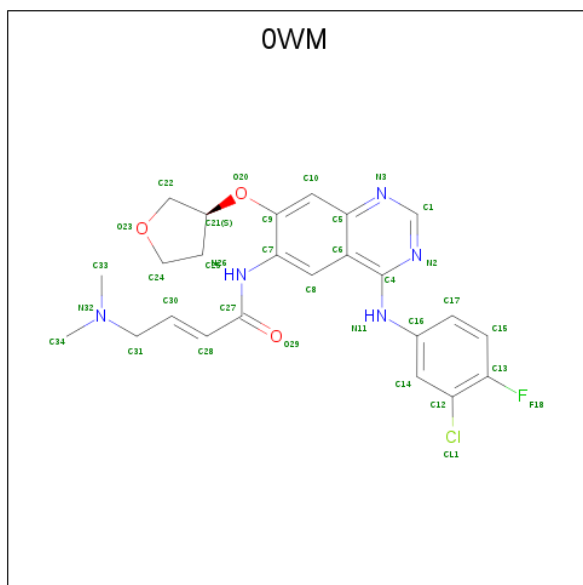 0WM
O20
C10
C22
N3
O
N
C21(S)
C9
C5
C1
O23
O
C7
C6
N
N2
C25
C24
N26
HN
C4
C33
C8
C30
C27
HN
C17
N32
N
N11
C16
C15
O
O29
C34
C31
C28
C14
C13
C12
F
F18
Cl
CL1